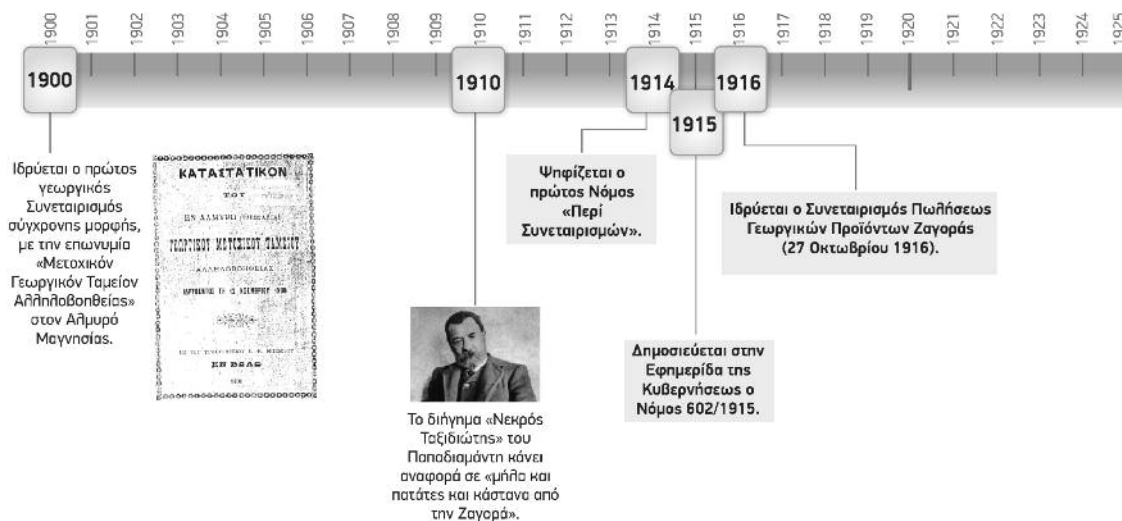 1900
1901
1902
1903
1904
1905
1906
1907
1908
1909
1910
1911
1912
1913
1914
1915
1916
1917
1918
1919
1920
1921
1922
1923
1924
1925
1900
1910
1914
1915
1916
Ιδρύεται ο πρώτος
γεωργικός
Συνεταιρισμός
σύγχρονης μορφής,
με την επωνυμία
«Μετοχικόν
Γεωργικόν Ταμείον
Αλληλοβοηθείας»
στον Αλμυρό
Μαγνησίας.
ΚΑΤΑΣΤΑΤΙΚΟΝ
ΤΟΥ
ΕΝ ΑΛΜΥΡΩ
ΓΕΩΡΓΙΚΟΥ ΜΕΤΟΧΙΚΟΥ ΤΑΜΕΙΟΥ
ΑΛΛΗΛΟΒΟΗΘΕΙΑΣ
ΕΝ ΒΟΛΩ
Το διήγημα «Νεκρός
Ταξιδιώτης» του
Παπαδιαμάντη κάνει
αναφορά σε «μήλα και
πατάτες και κάστανα από
την Ζαγορά».
Ψηφίζεται ο
πρώτος Νόμος
«Περί
Συνεταιρισμών».
Δημοσιεύεται στην
Εφημερίδα της
Κυβερνήσεως ο
Νόμος 602/1915.
Ιδρύεται ο Συνεταιρισμός Πωλήσεως
Γεωργικών Προϊόντων Ζαγοράς
(27 Οκτωβρίου 1916).